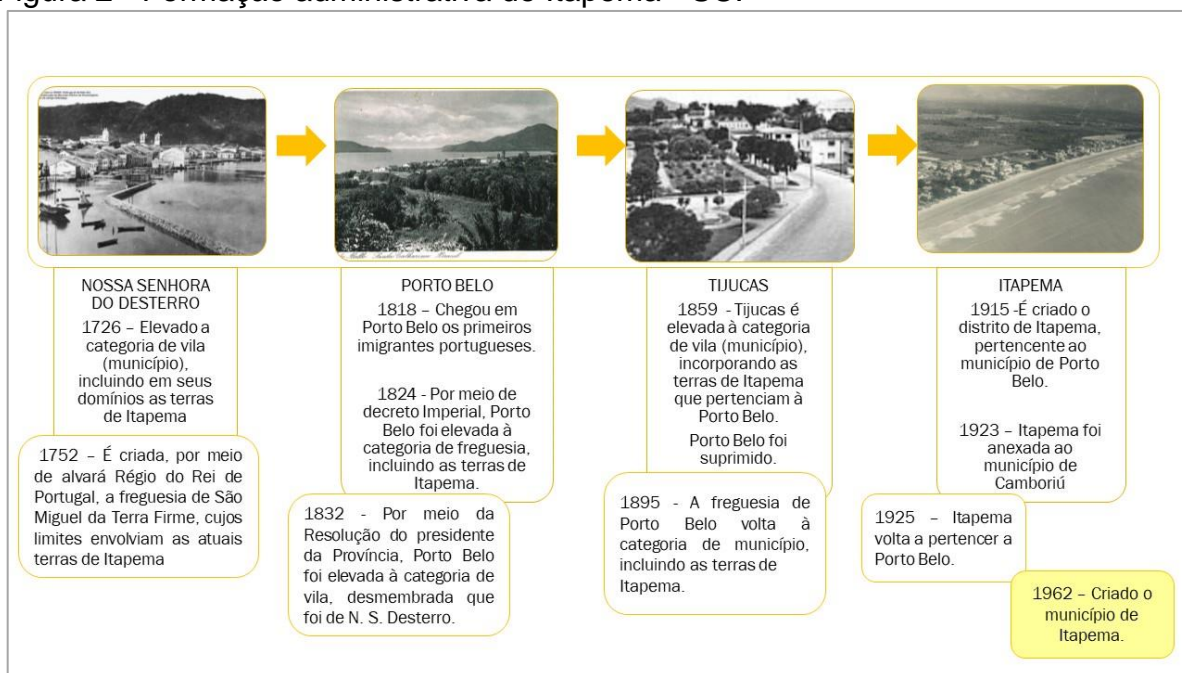 NOSSA SENHORA
DO DESTERRO
1726 – Elevado a
categoria de vila
(município),
incluindo em seus
domínios as terras
de Itapema
1752 – É criada, por meio
de alvará Régio do Rei de
Portugal, a freguesia de São
Miguel da Terra Firme, cujos
limites envolviam as atuais
terras de Itapema
PORTO BELO
1818 – Chegou em
Porto Belo os primeiros
imigrantes portugueses.
1824 - Por meio de
decreto Imperial, Porto
Belo foi elevada à
categoria de freguesia,
incluindo as terras de
Itapema.
1832 - Por meio da
Resolução do presidente
da Província, Porto Belo
foi elevada à categoria de
vila, desmembrada que
foi de N. S. Desterro.
TIJUCAS
1859 - Tijucas é
elevada à categoria
de vila (município),
incorporando as
terras de Itapema
que pertenciam à
Porto Belo.
Porto Belo foi
suprimido.
1895 - A freguesia de
Porto Belo volta à
categoria de município,
incluindo as terras de
Itapema.
ITAPEMA
1915 -É criado o
distrito de Itapema,
pertencente ao
município de Porto
Belo.
1923 – Itapema foi
anexada ao
município de
Camboriú
1925 – Itapema
volta a pertencer a
Porto Belo.
1962 – Criado o
município de
Itapema.